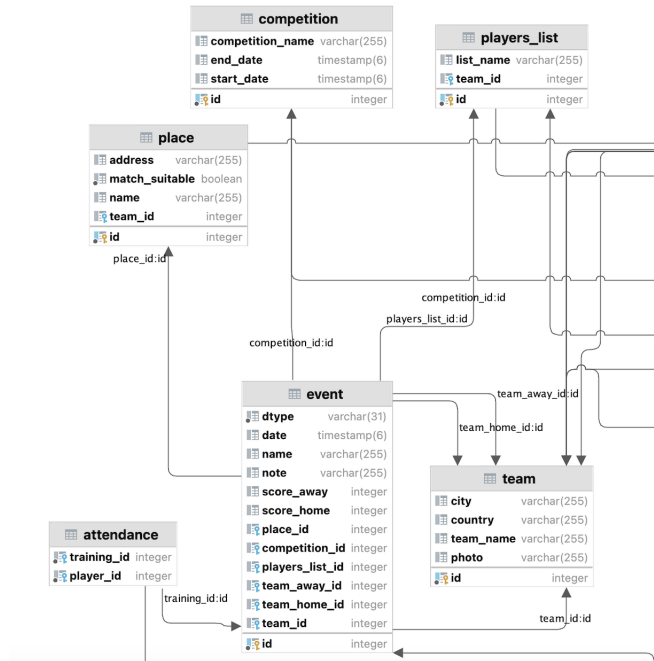 competition
competition_name varchar(255)
end_date timestamp(6)
start_date timestamp(6)
id integer
players_list
list_name varchar(255)
team_id integer
id integer
place
address varchar(255)
match_suitable boolean
name varchar(255)
team_id integer
id integer
place_id:id
competition_id:id
players_list_id:id
competition_id:id
event
dtype varchar(31)
date timestamp(6)
name varchar(255)
note varchar(255)
score_away integer
score_home integer
place_id integer
competition_id integer
players_list_id integer
team_away_id integer
team_home_id integer
team_id integer
id integer
team_away_id:id
team_home_id:id
team
city varchar(255)
country varchar(255)
team_name varchar(255)
photo varchar(255)
id integer
attendance
training_id integer
player_id integer
training_id:id
team_id:id